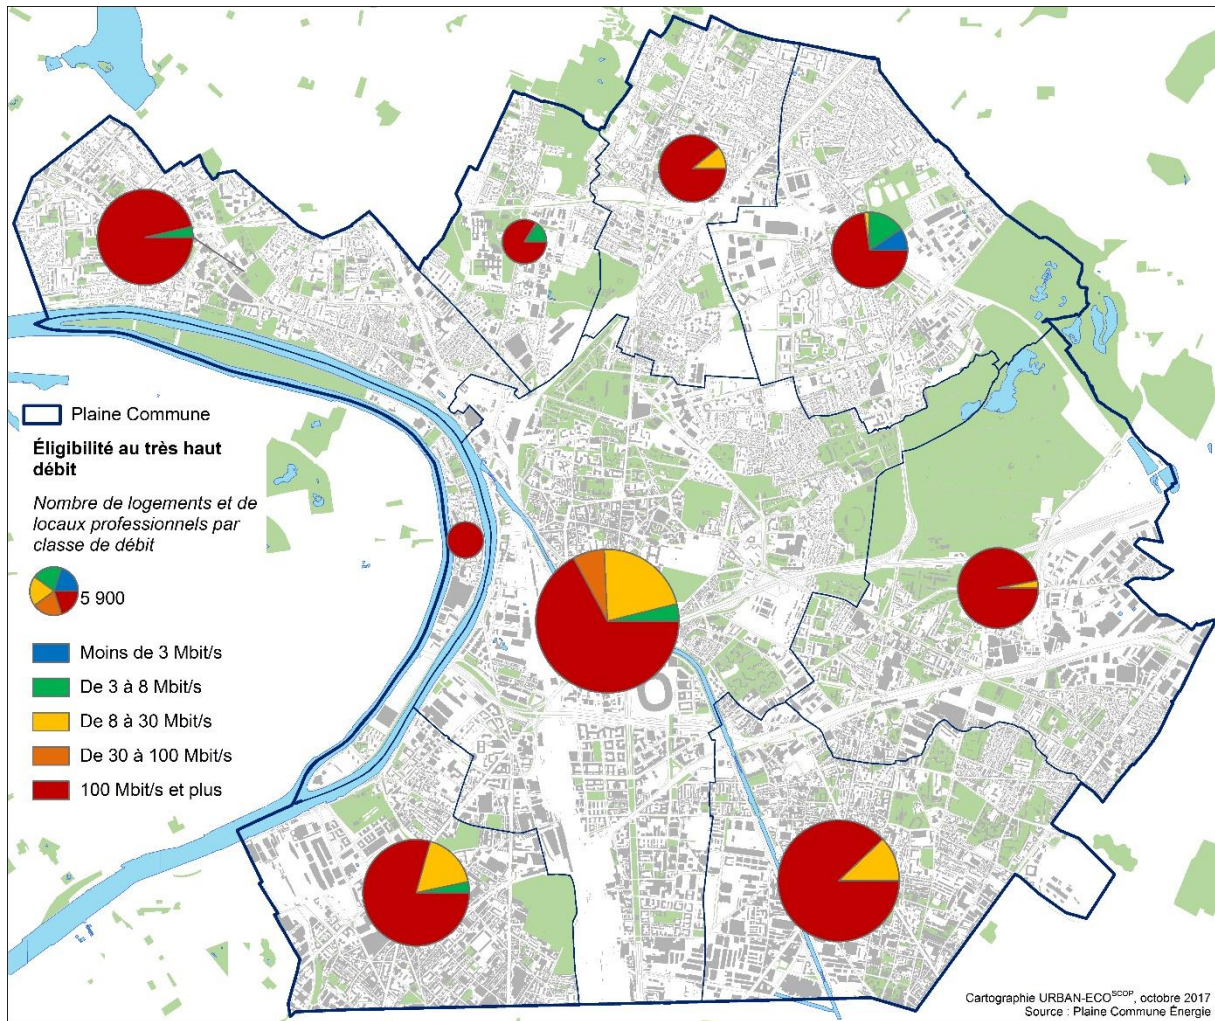 Plaine Commune
Éligibilité au très haut
débit
Nombre de logements et de
locaux professionnels par
classe de débit
5 900
Moins de 3 Mbit/s
De 3 à 8 Mbit/s
De 8 à 30 Mbit/s
De 30 à 100 Mbit/s
100 Mbit/s et plus
Cartographie URBAN-ECO SCOP, octobre 2017
Source : Plaine Commune Énergie